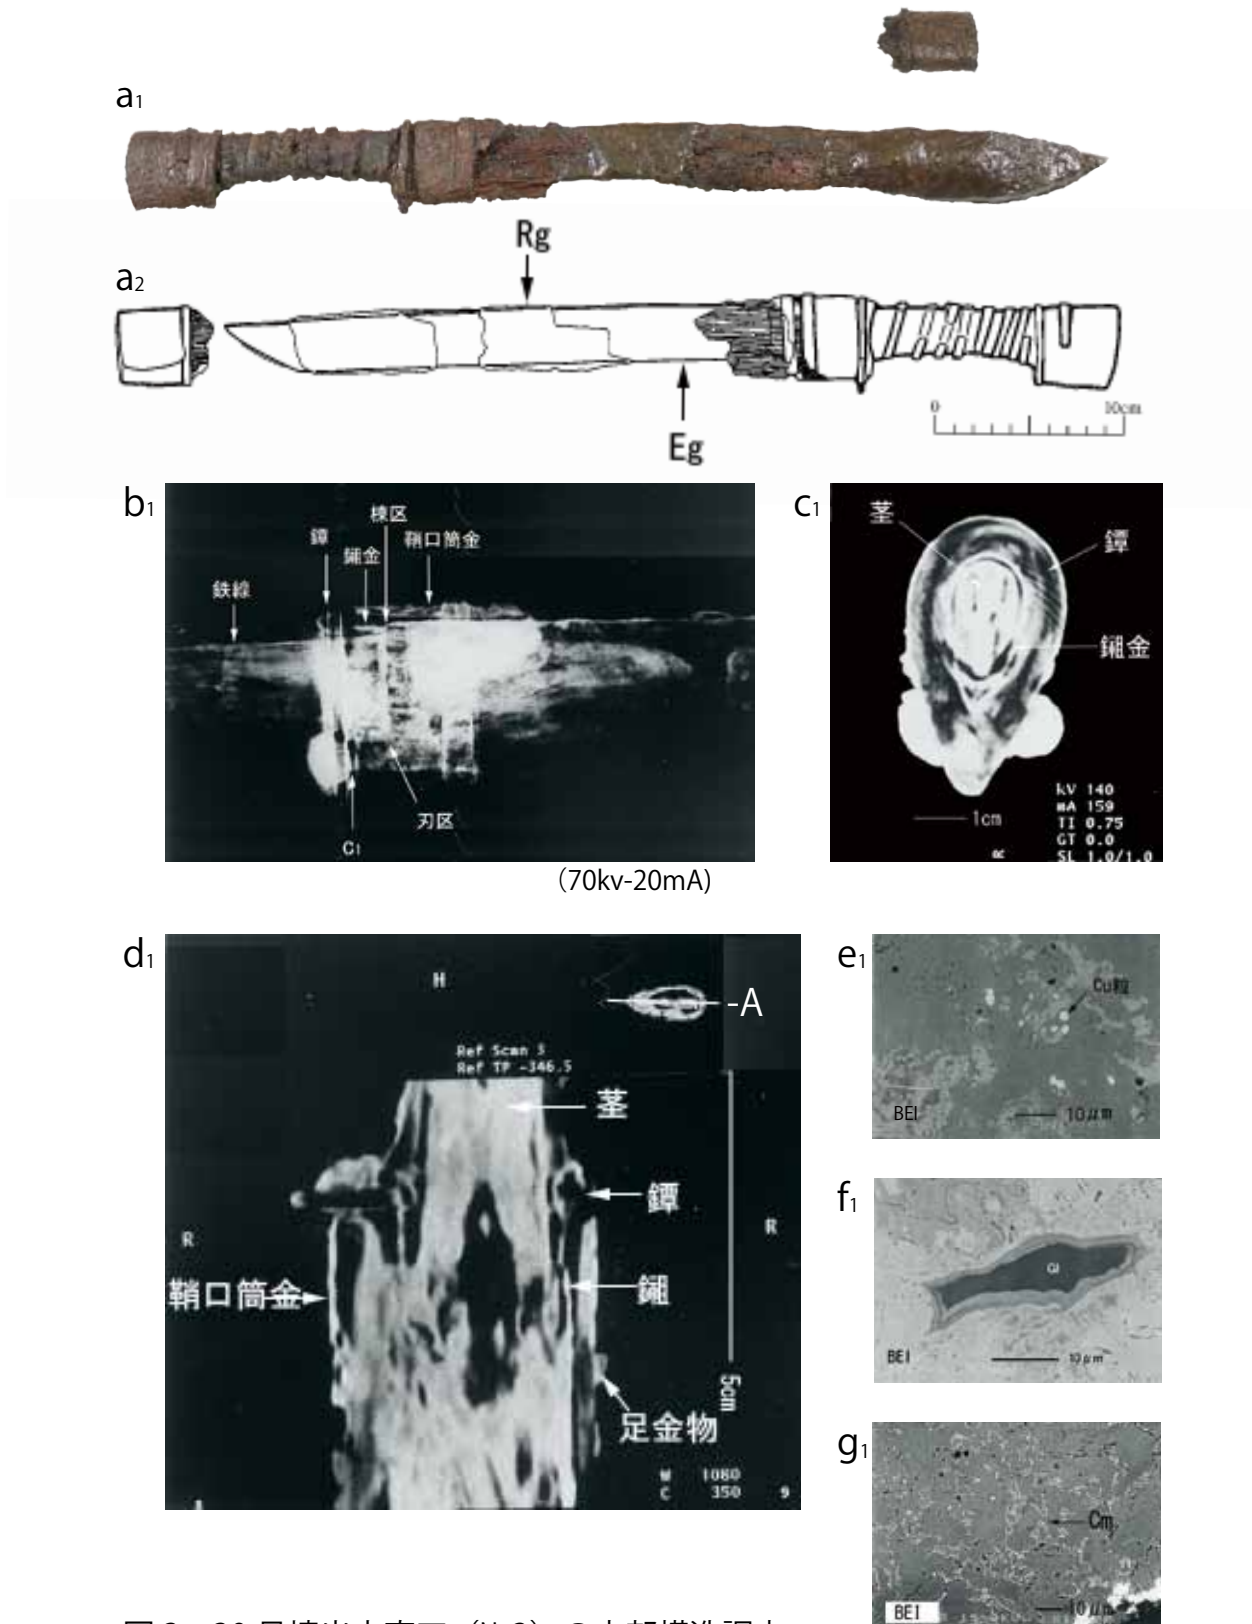 a1
a2
Rg
Eg
0
10cm
b1
鉄線
鐔
鎺金
棟区
鞘口筒金
刃区
C1
(70kv-20mA)
c1
茎
鐔
鎺金
1cm
kV 140
mA 159
TI 0.75
GT 0.0
SL 1.0/1.0
R
d1
H
-A
Ref Scan 3
Ref TP -346.5
茎
鐔
鎺
R
R
鞘口筒金
足金物
5cm
W 1080
C 350
9
e1
Cu粒
BEI
10μm
f1
Gl
BEI
10μm
g1
Cm
BEI
10μm